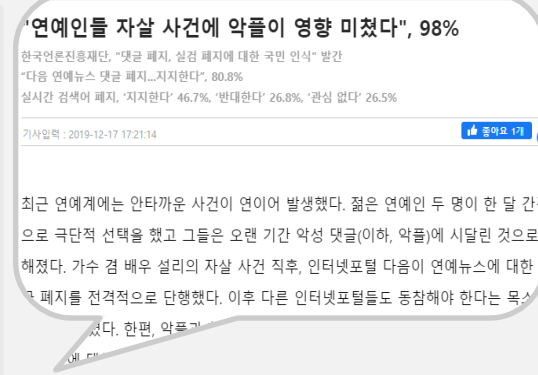 "연예인들 자살 사건에 악플이 영향 미쳤다", 98%
한국언론진흥재단, "댓글 폐지, 실검 폐지에 대한 국민 인식" 발간
"다음 연예뉴스 댓글 폐지...지지한다", 80.8%
실시간 검색어 폐지, '지지한다' 46.7%, '반대한다' 26.8%, '관심 없다' 26.5%
기사입력 : 2019-12-17 17:21:14
좋아요 1개
최근 연예계에는 안타까운 사건이 연이어 발생했다. 젊은 연예인 두 명이 한 달 간
으로 극단적 선택을 했고 그들은 오랜 기간 악성 댓글(이하, 악플)에 시달린 것으로
해졌다. 가수 겸 배우 설리의 자살 사건 직후, 인터넷포털 다음이 연예뉴스에 대한
폐지를 전격적으로 단행했다. 이후 다른 인터넷포털들도 동참해야 한다는
한편,